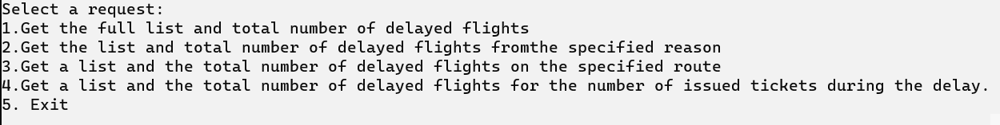 Select a request:
1.Get the full list and total number of delayed flights
2.Get the list and total number of delayed flights fromthe specified reason
3.Get a list and the total number of delayed flights on the specified route
4.Get a list and the total number of delayed flights for the number of issued tickets during the delay.
5. Exit